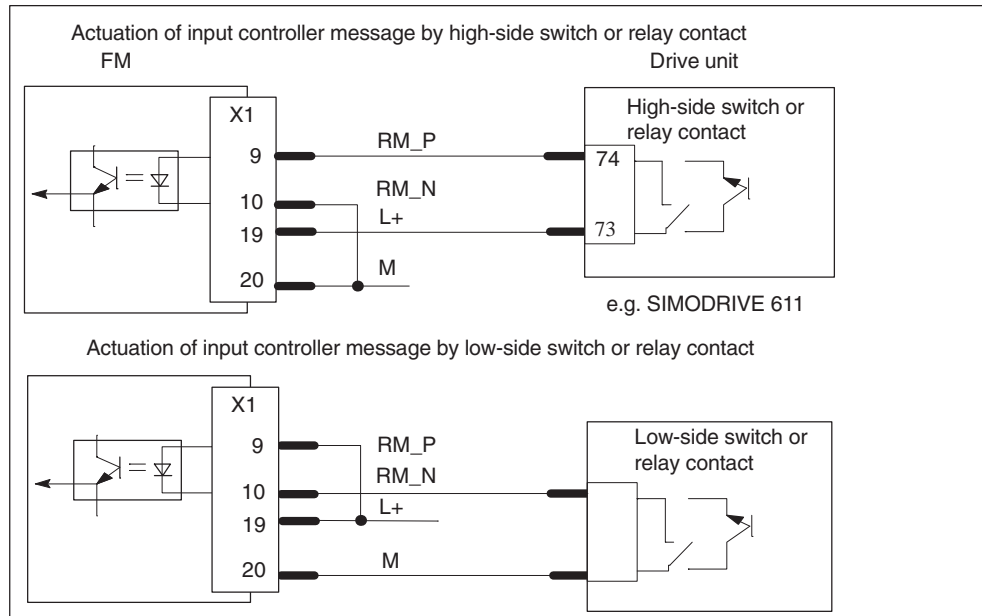 Actuation of input controller message by high-side switch or relay contact
FM
Drive unit
X1
High-side switch or
relay contact
9
RM_P
74
RM_N
10
L+
19
73
M
20
e.g. SIMODRIVE 611
Actuation of input controller message by low-side switch or relay contact
X1
9
RM_P
Low-side switch or
relay contact
RM_N
10
L+
19
M
20